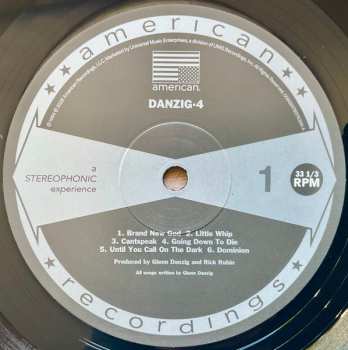 american
american.
DANZIG·4
a
STEREOPHONIC
experience
1
33 1/3
RPM
1. Brand New God 2. Little Whip
3. Cantspeak 4. Going Down To Die
5. Until You Call On The Dark 6. Dominion
Produced by Glenn Danzig and Rick Rubin
All songs written by Glenn Danzig
recordings